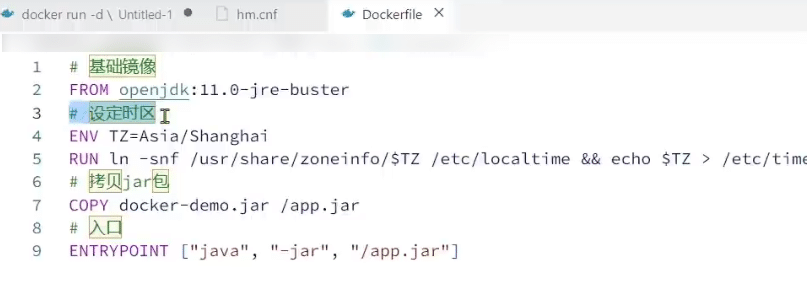 docker run -d \ Untitled-1 hm.cnf Dockerfile
1 # 基础镜像
2 FROM openjdk:11.0-jre-buster
3 # 设定时区
4 ENV TZ=Asia/Shanghai
5 RUN ln -snf /usr/share/zoneinfo/$TZ /etc/localtime && echo $TZ > /etc/time
6 # 拷贝jar包
7 COPY docker-demo.jar /app.jar
8 # 入口
9 ENTRYPOINT ["java", "-jar", "/app.jar"]